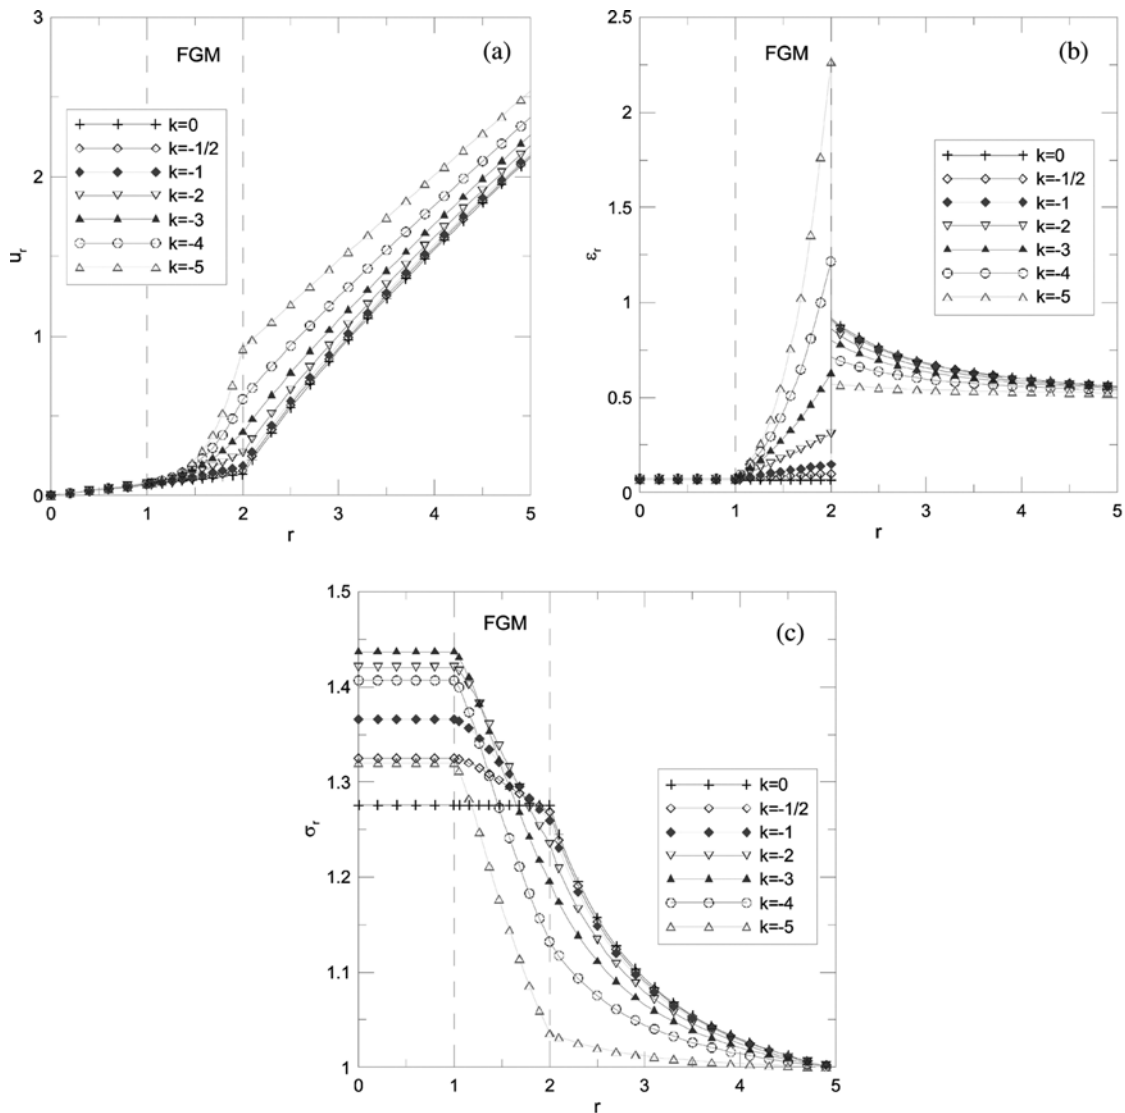 3
2
1
0
u_r
FGM
(a)
k=0
k=-1/2
k=-1
k=-2
k=-3
k=-4
k=-5
0 1 2 3 4 5
r
2.5
2
1.5
1
0.5
0
ε_r
FGM
(b)
k=0
k=-1/2
k=-1
k=-2
k=-3
k=-4
k=-5
0 1 2 3 4 5
r
1.5
1.4
1.3
1.2
1.1
1
σ_r
FGM
(c)
k=0
k=-1/2
k=-1
k=-2
k=-3
k=-4
k=-5
0 1 2 3 4 5
r